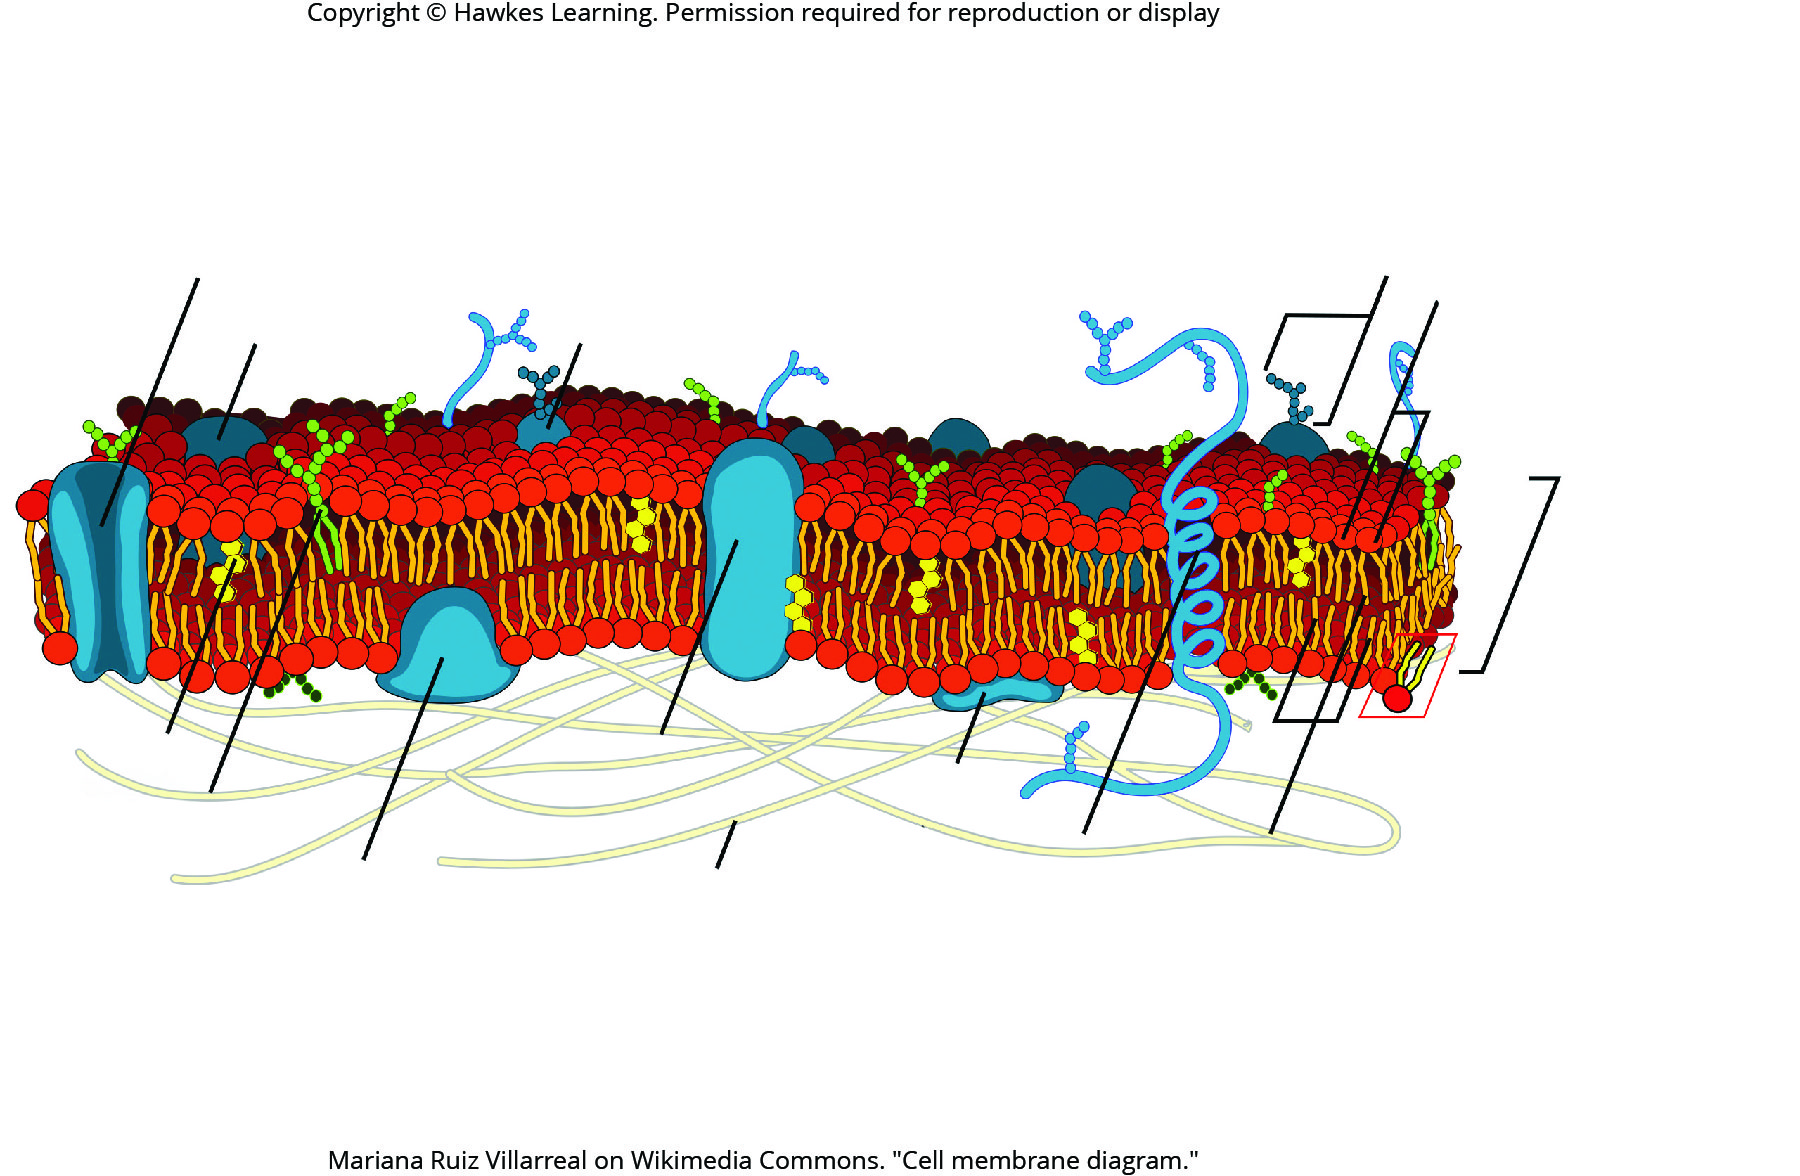 Copyright © Hawkes Learning. Permission required for reproduction or display
Mariana Ruiz Villarreal on Wikimedia Commons. "Cell membrane diagram."